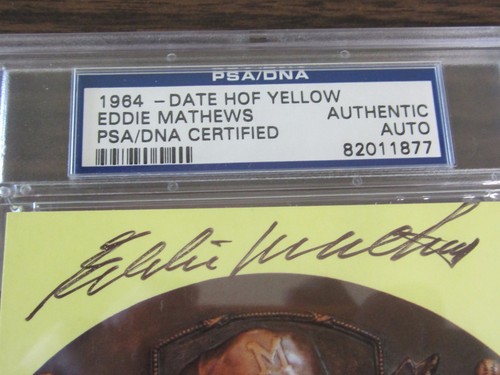 PSA/DNA
1964 - DATE HOF YELLOW
EDDIE MATHEWS AUTHENTIC
PSA/DNA CERTIFIED AUTO
82011877
Eddie Mathews
M